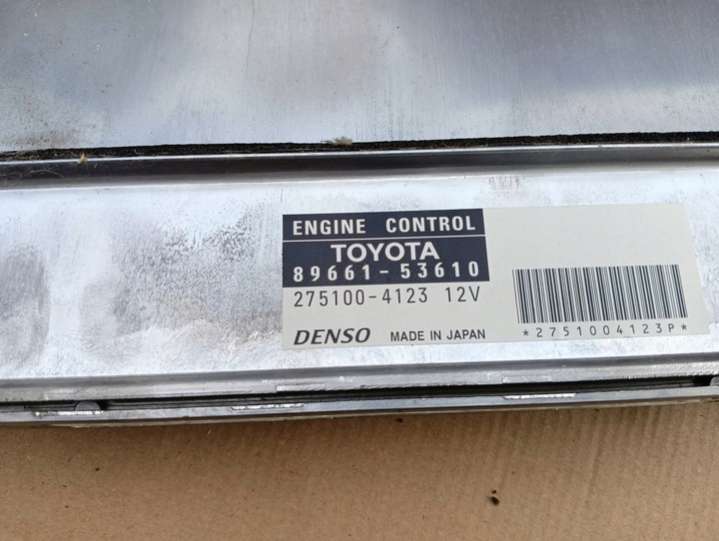 ENGINE CONTROL
TOYOTA
89661-53610
275100-4123 12V
DENSO MADE IN JAPAN
*2751004123P*